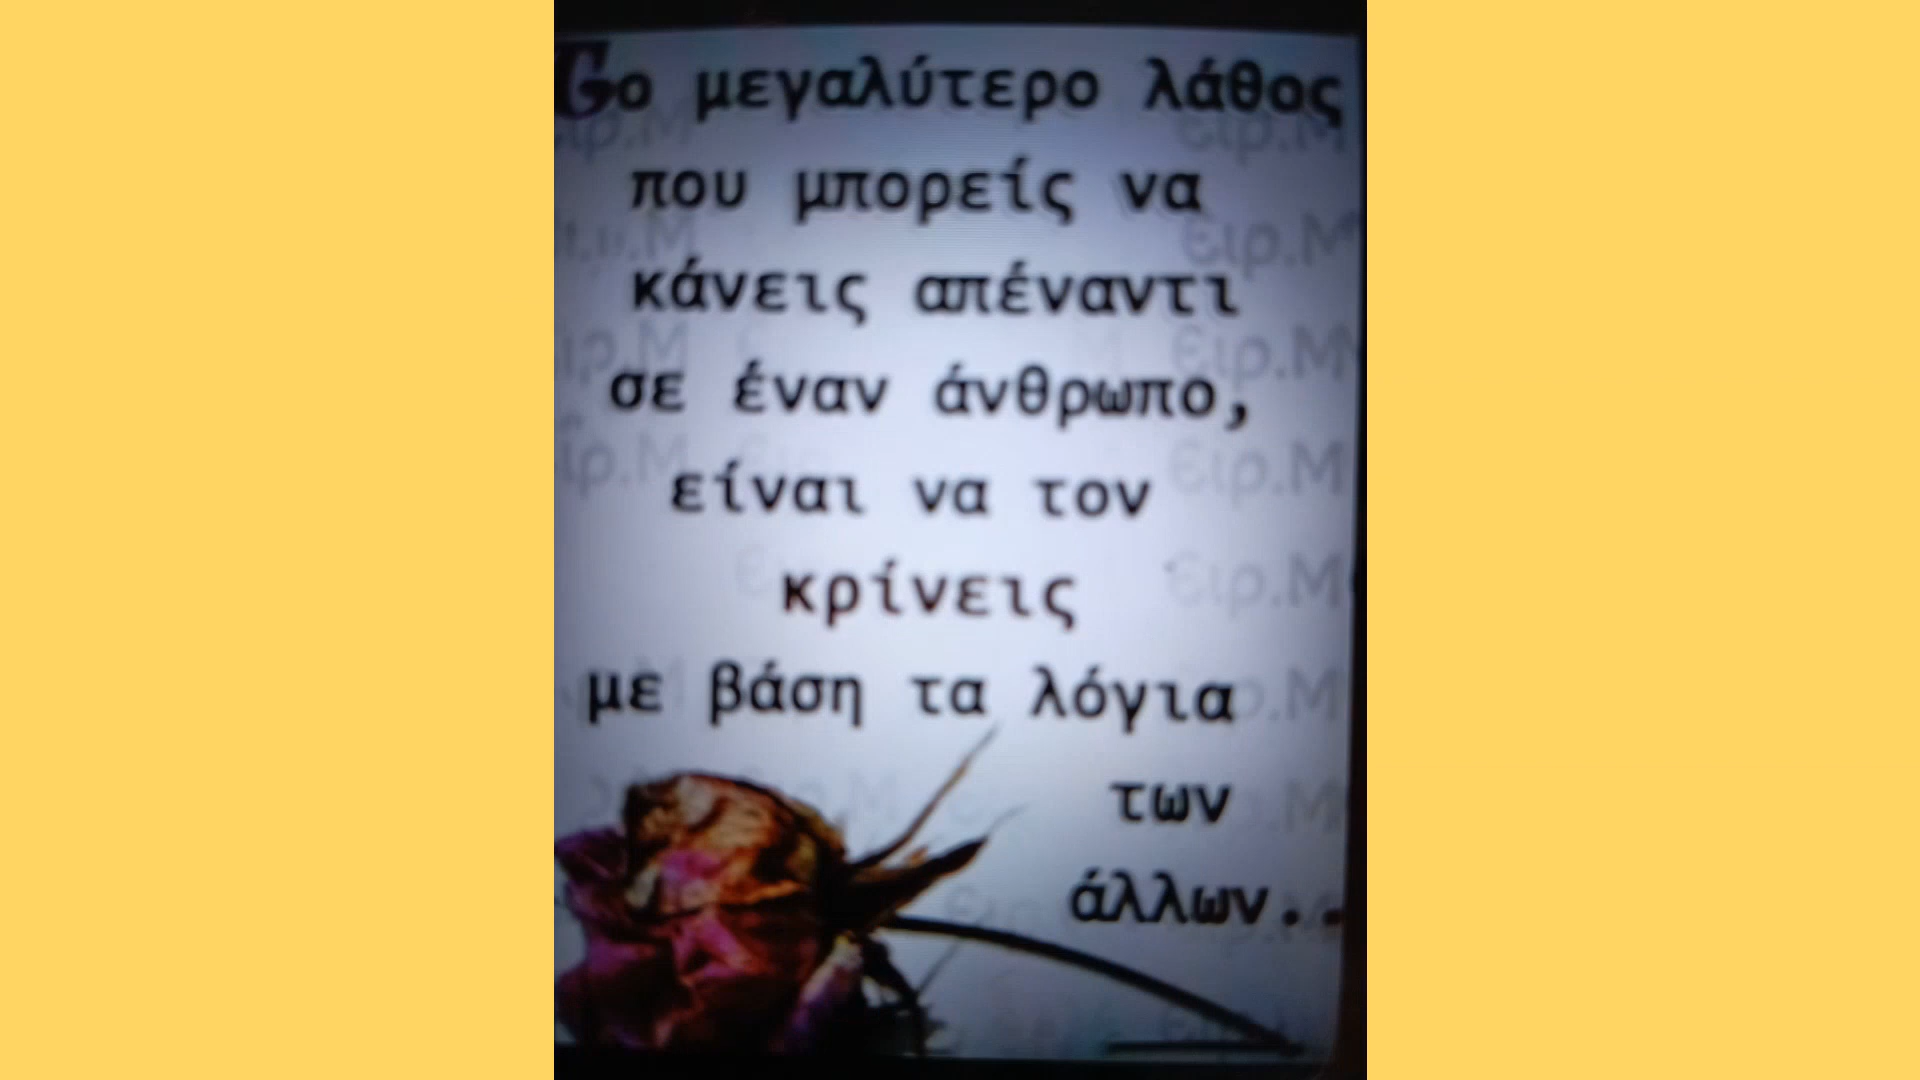 Το μεγαλύτερο λάθος
που μπορείς να
κάνεις απέναντι
σε έναν άνθρωπο,
είναι να τον
κρίνεις
με βάση τα λόγια
των
άλλων..